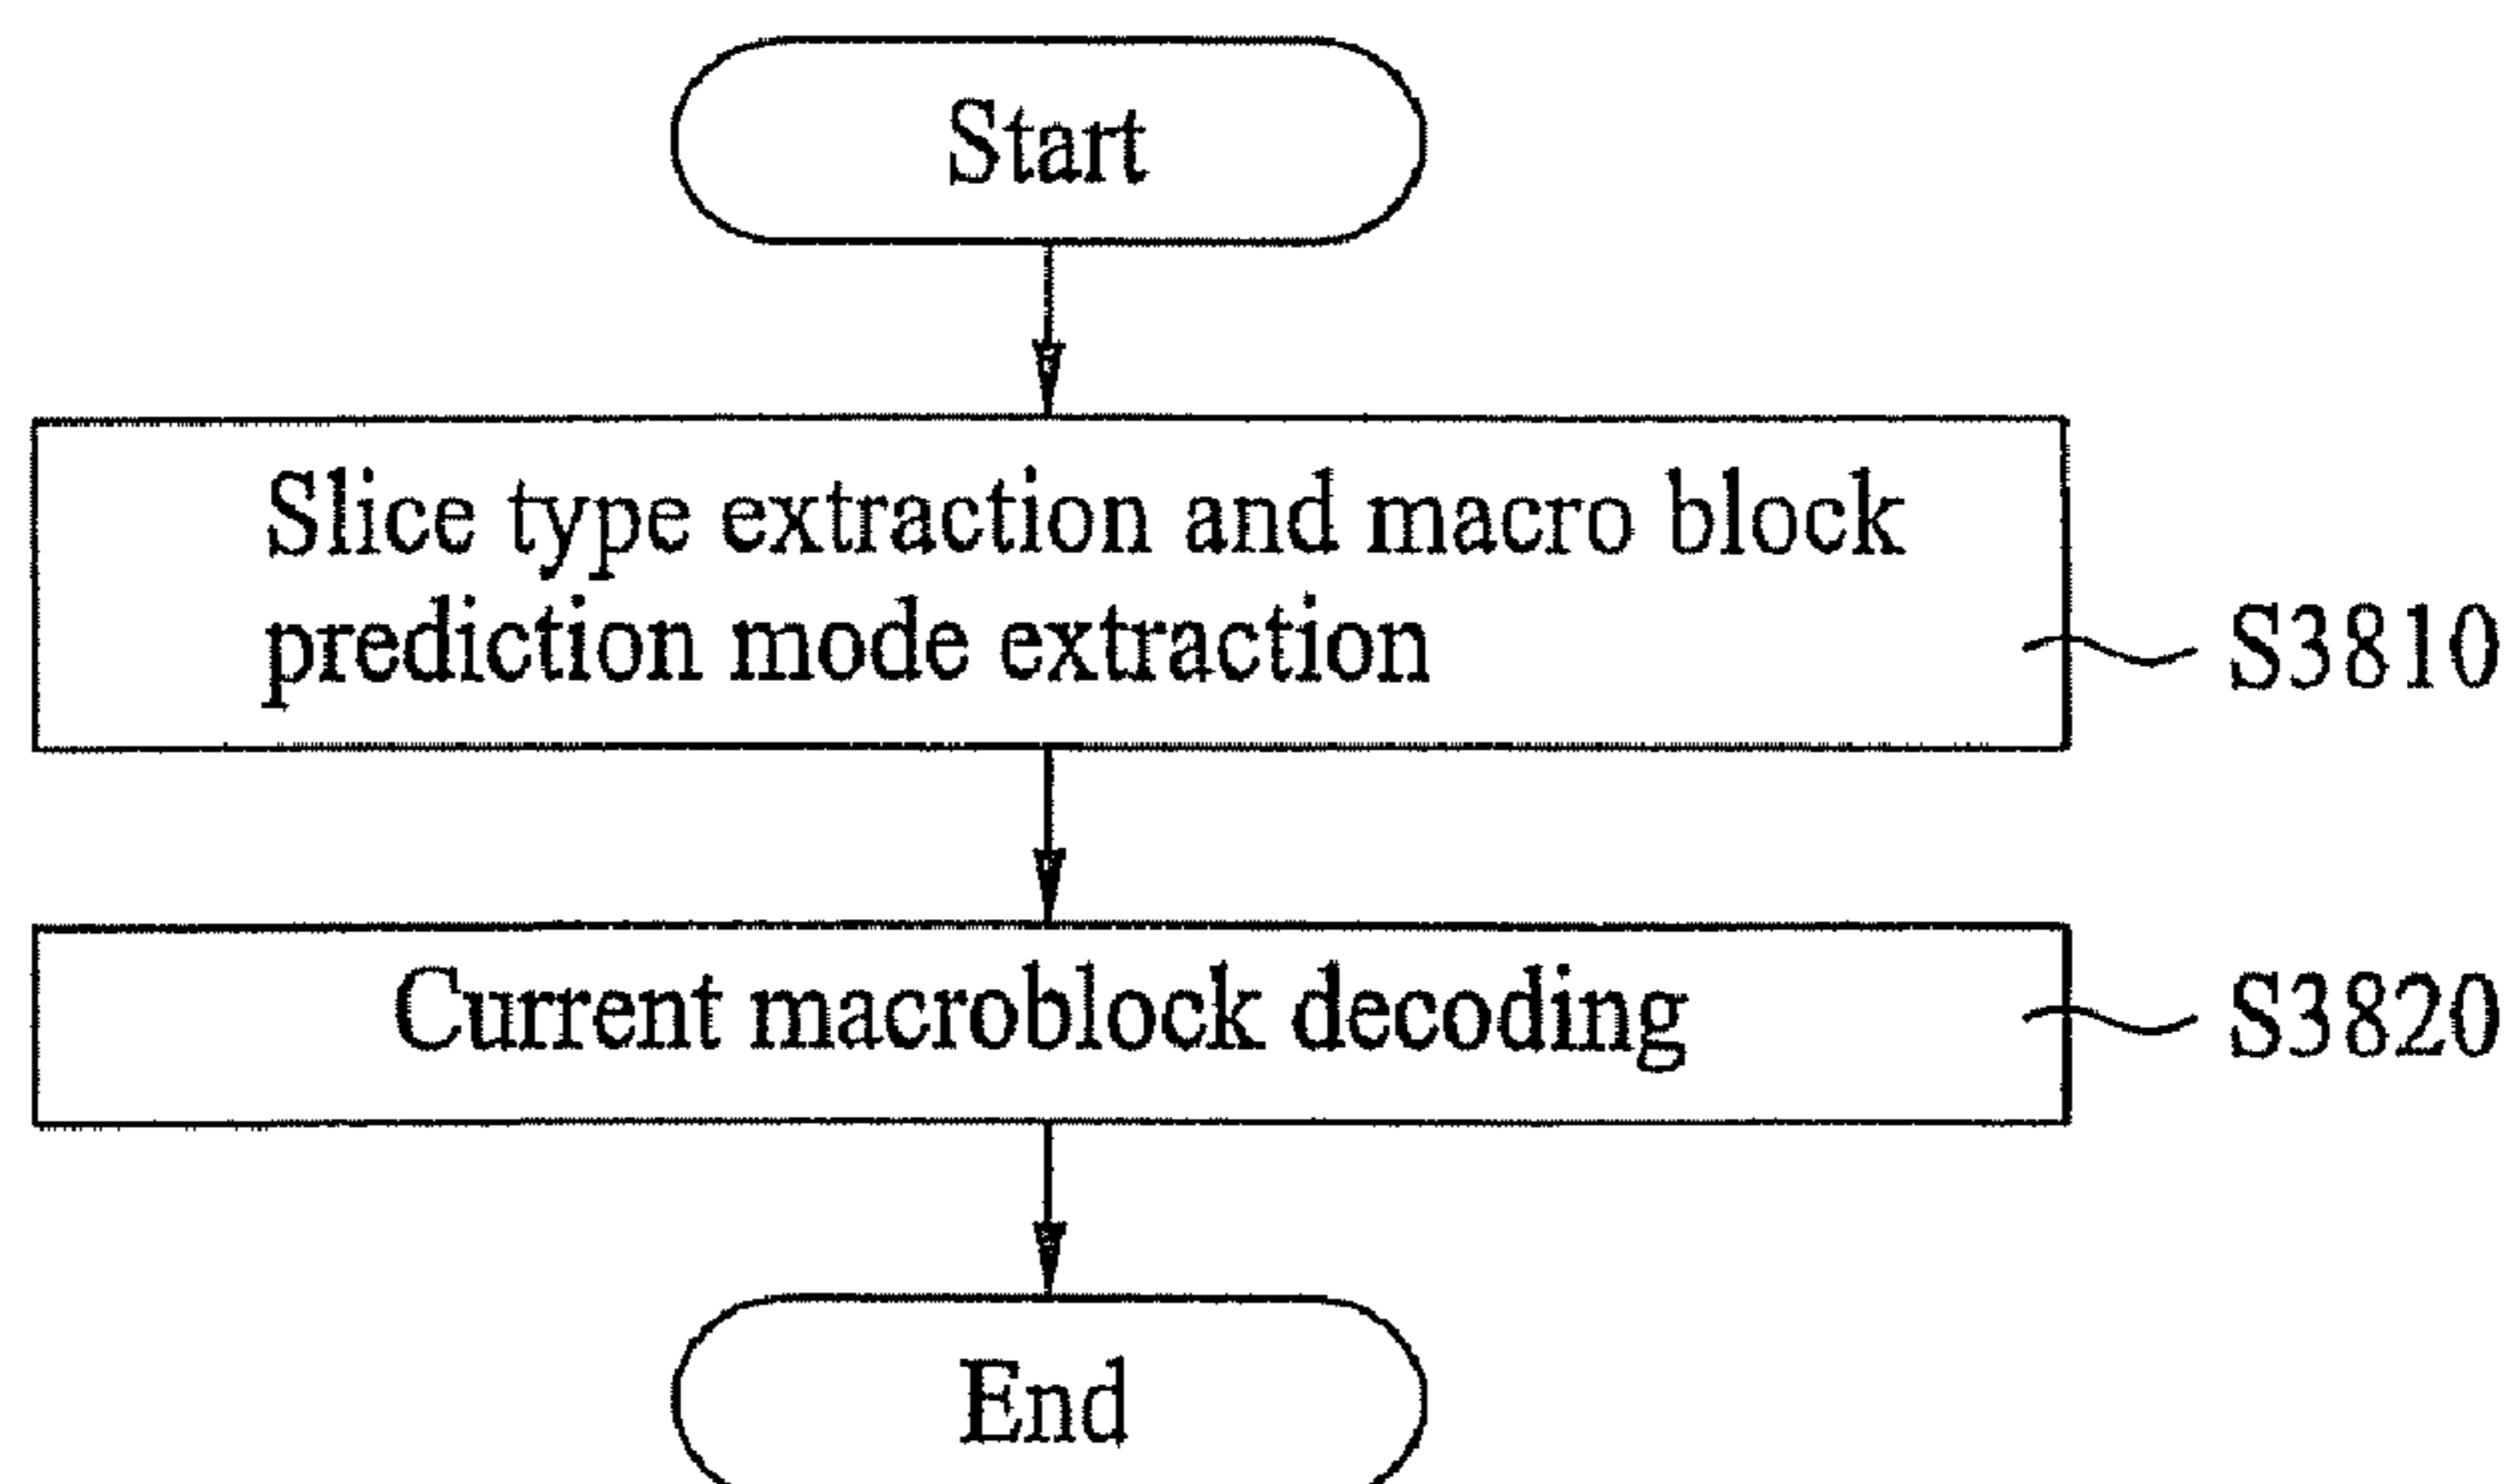 Start
Slice type extraction and macro block
prediction mode extraction
S3810
Current macroblock decoding
S3820
End